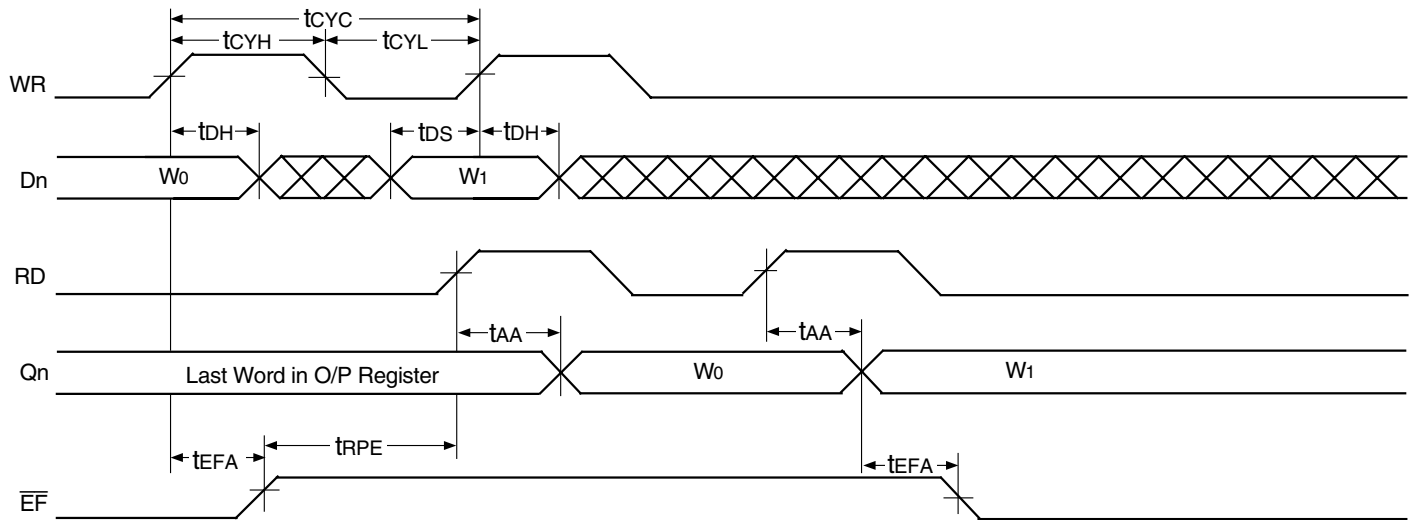 tCYC
tCYH tCYL
WR
tDH tDS tDH
Dn W0 W1
RD
tAA tAA
Qn Last Word in O/P Register W0 W1
tEFA tRPE tEFA
E̅F̅